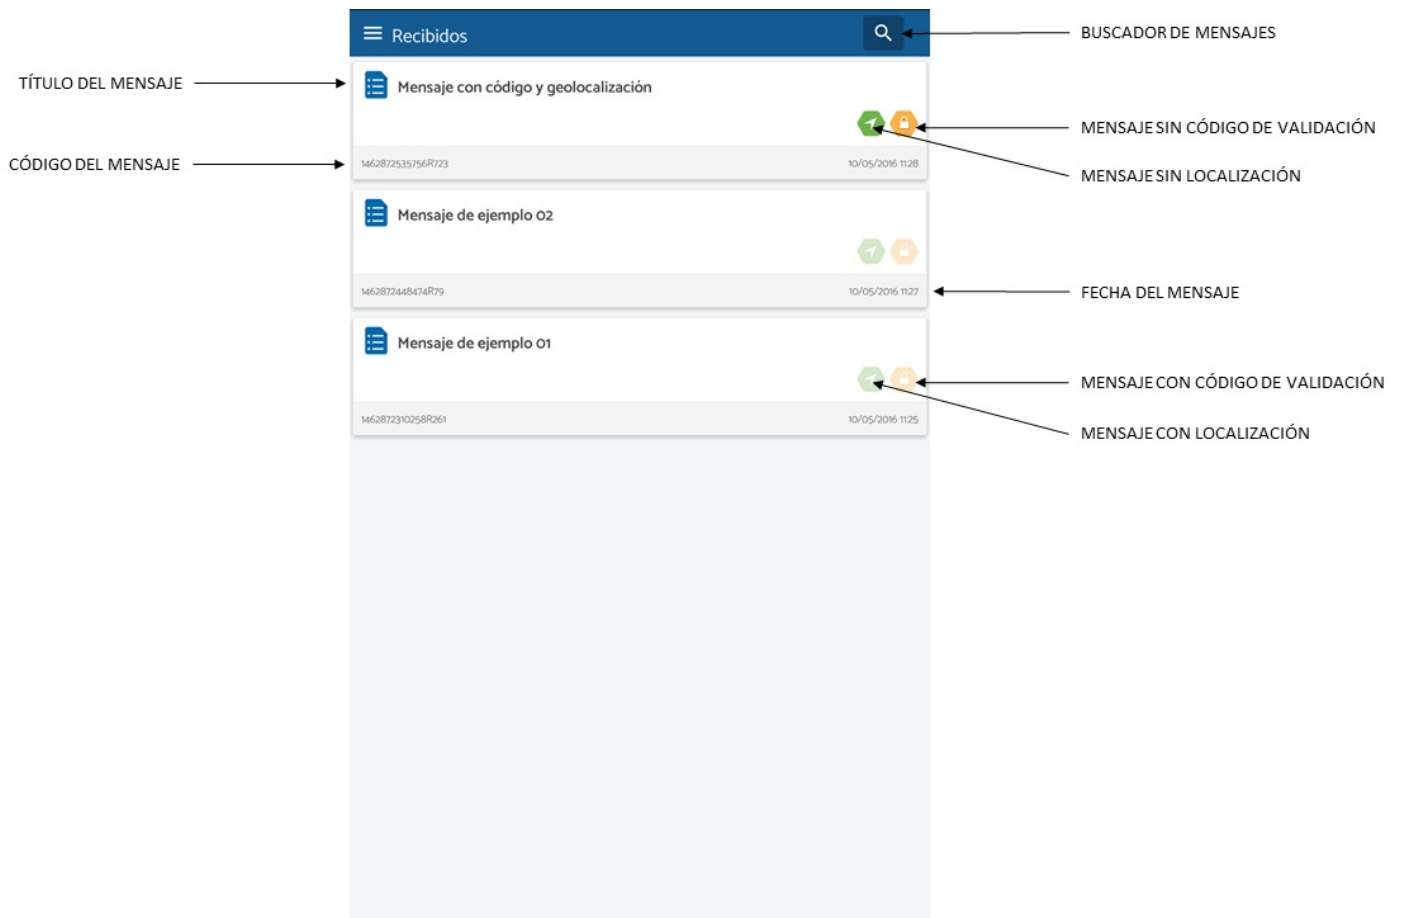 Recibidos
BUSCADOR DE MENSAJES
TÍTULO DEL MENSAJE
Mensaje con código y geolocalización
MENSAJE SIN CÓDIGO DE VALIDACIÓN
CÓDIGO DEL MENSAJE
1462872535756R723
10/05/2016 11:28
MENSAJE SIN LOCALIZACIÓN
Mensaje de ejemplo 02
1462872448474R79
10/05/2016 11:27
FECHA DEL MENSAJE
Mensaje de ejemplo 01
MENSAJE CON CÓDIGO DE VALIDACIÓN
1462872310258R261
10/05/2016 11:25
MENSAJE CON LOCALIZACIÓN